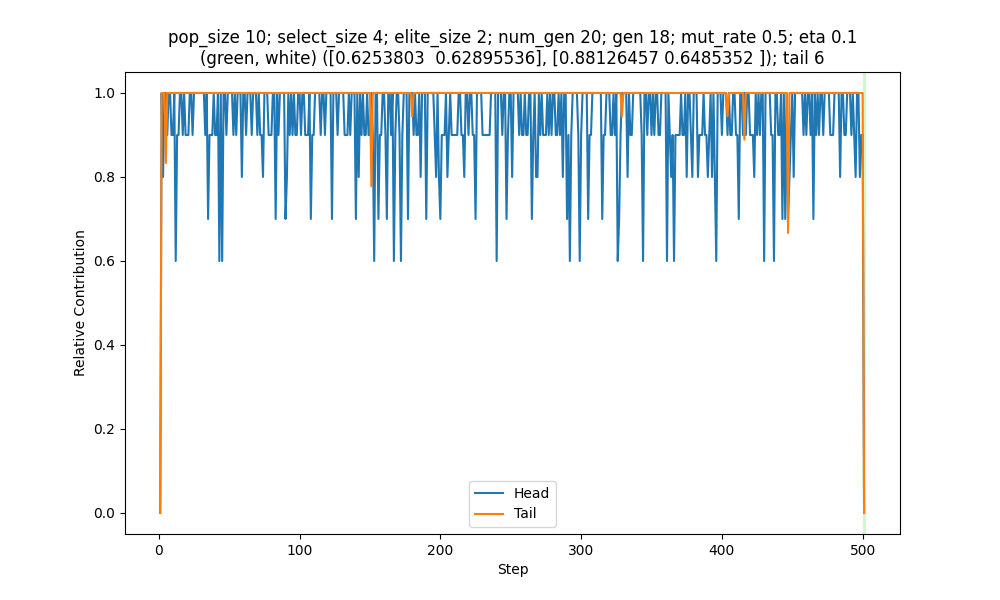 pop_size 10; select_size 4; elite_size 2; num_gen 20; gen 18; mut_rate 0.5; eta 0.1
(green, white) ([0.6253803  0.62895536], [0.88126457 0.6485352 ]); tail 6
1.0
0.8
0.6
0.4
0.2
0.0
Relative Contribution
Head
Tail
0
100
200
300
400
500
Step